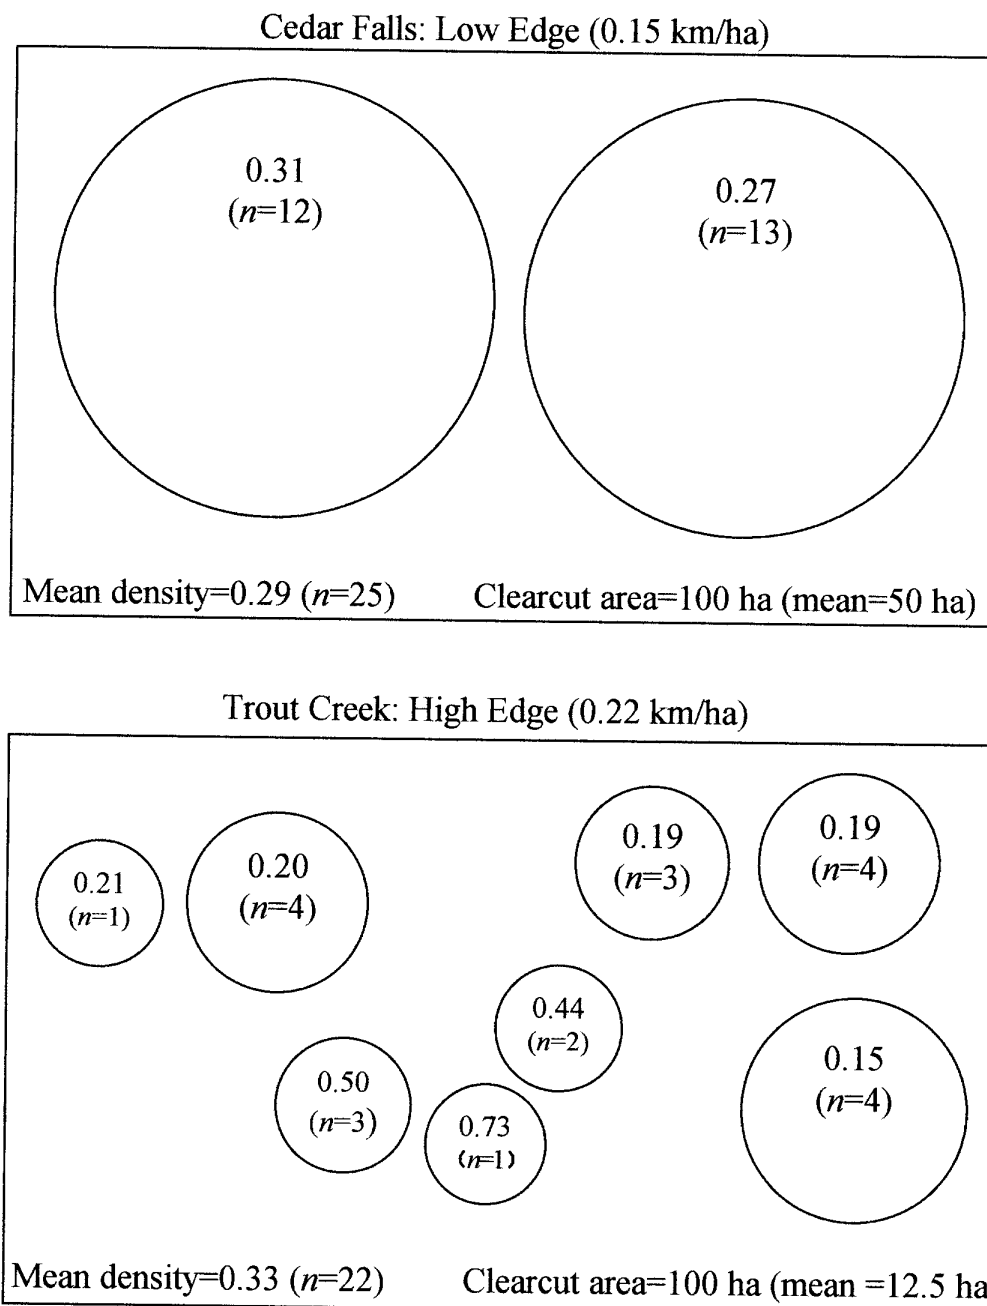 Cedar Falls: Low Edge (0.15 km/ha)
0.31
(n=12)
0.27
(n=13)
Mean density=0.29 (n=25)
Clearcut area=100 ha (mean=50 ha)
Trout Creek: High Edge (0.22 km/ha)
0.21
(n=1)
0.20
(n=4)
0.19
(n=3)
0.19
(n=4)
0.44
(n=2)
0.50
(n=3)
0.73
(n=1)
0.15
(n=4)
Mean density=0.33 (n=22)
Clearcut area=100 ha (mean =12.5 ha